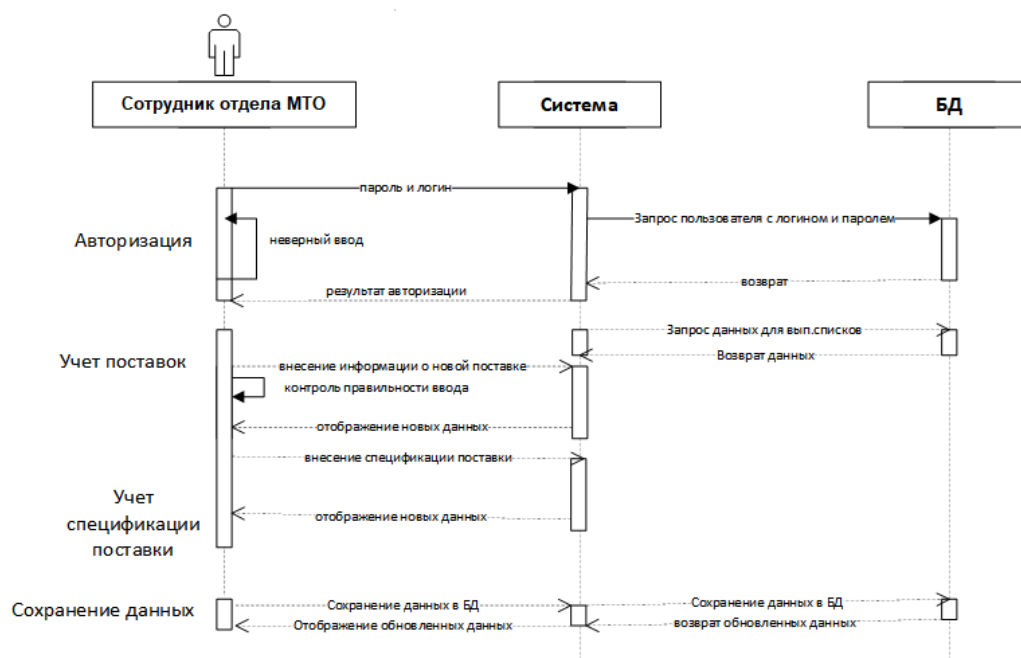 Сотрудник отдела МТО
Система
БД
пароль и логин
Запрос пользователя с логином и паролем
Авторизация
неверный ввод
возврат
результат авторизации
Запрос данных для вып.списков
Учет поставок
Возврат данных
внесение информации о новой поставке
контроль правильности ввода
отображение новых данных
внесение спецификации поставки
Учет
спецификации
поставки
отображение новых данных
Сохранение данных
Сохранение данных в БД
Сохранение данных в БД
Отображение обновленных данных
возврат обновленных данных